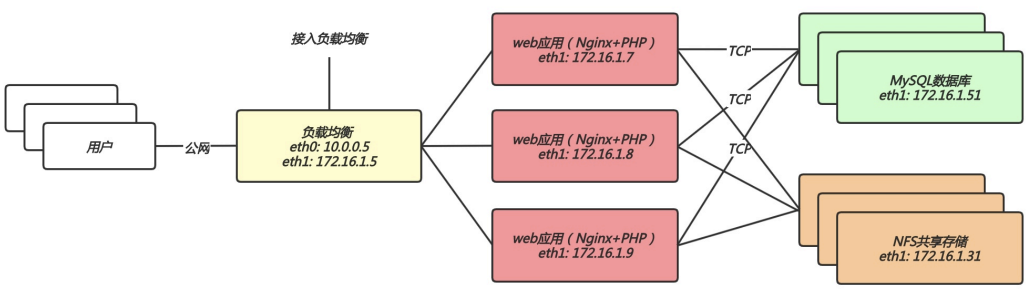 接入负载均衡
用户
公网
负载均衡
eth0: 10.0.0.5
eth1: 172.16.1.5
web应用（Nginx+PHP）
eth1: 172.16.1.7
web应用（Nginx+PHP）
eth1: 172.16.1.8
web应用（Nginx+PHP）
eth1: 172.16.1.9
TCP
TCP
TCP
MySQL数据库
eth1: 172.16.1.51
NFS共享存储
eth1: 172.16.1.31